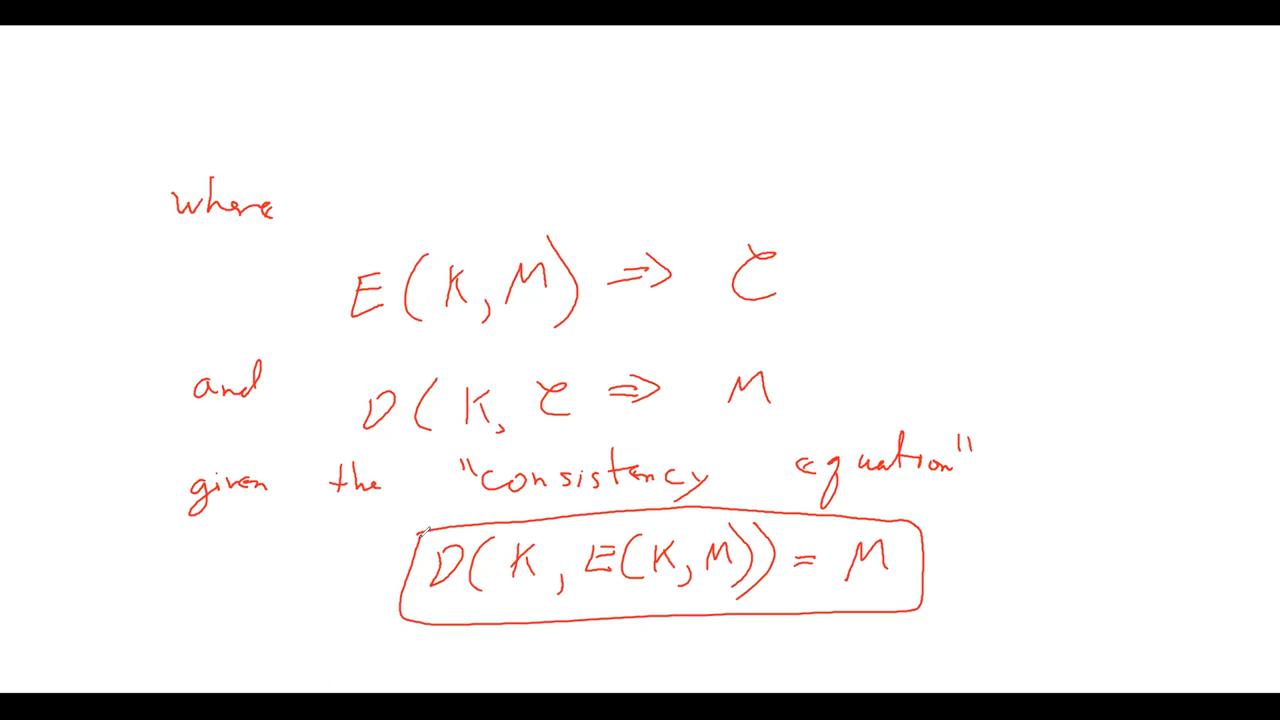 where
E(K, M) ⇒ C
and D(K, C ⇒ M
given the "consistency equation"
D(K, E(K, M)) = M